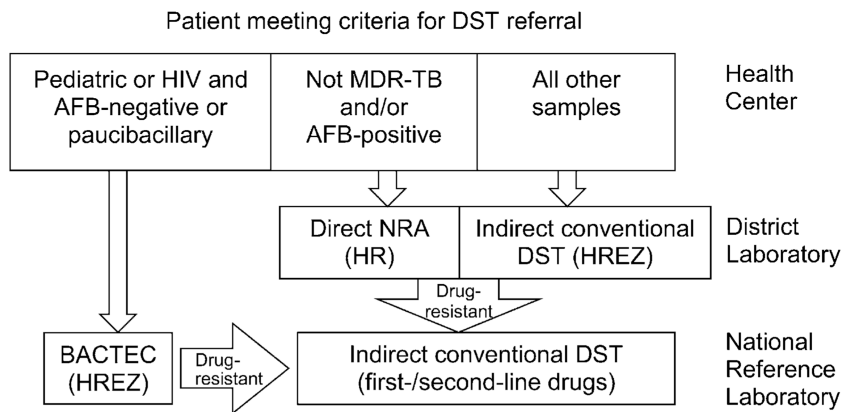 Patient meeting criteria for DST referral
Pediatric or HIV and
AFB-negative or
paucibacillary
Not MDR-TB
and/or
AFB-positive
All other
samples
Health
Center
Direct NRA
(HR)
Indirect conventional
DST (HREZ)
District
Laboratory
Drug-
resistant
BACTEC
(HREZ)
Drug-
resistant
Indirect conventional DST
(first-/second-line drugs)
National
Reference
Laboratory